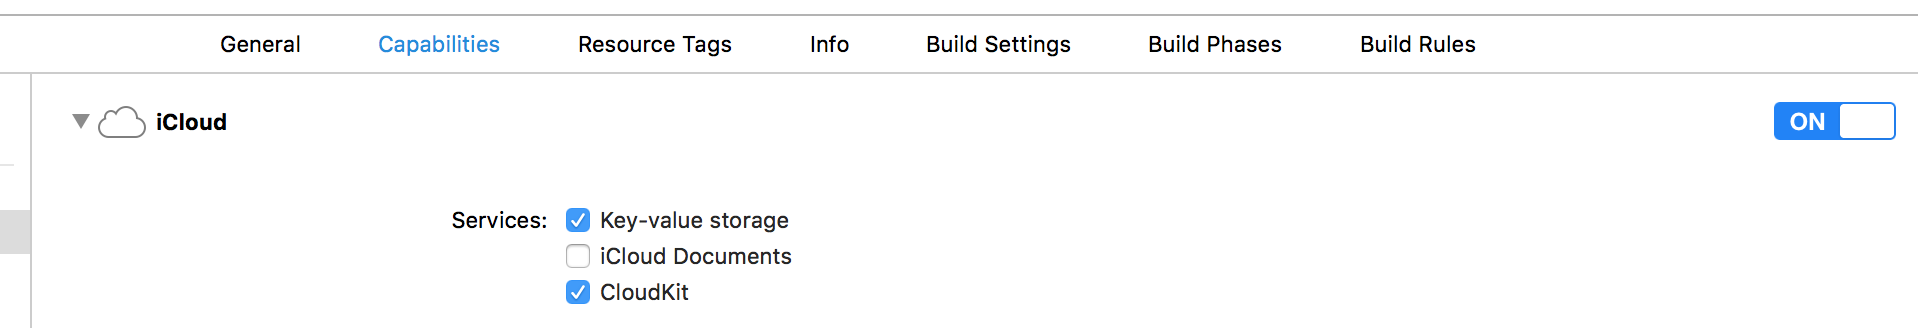 General Capabilities Resource Tags Info Build Settings Build Phases Build Rules
iCloud ON
Services: Key-value storage
iCloud Documents
CloudKit